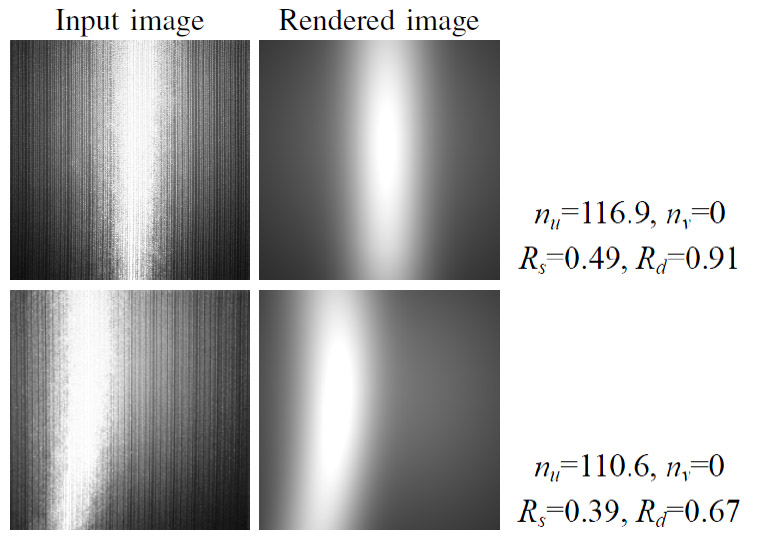 Input image Rendered image
nu=116.9, nv=0
Rs=0.49, Rd=0.91
nu=110.6, nv=0
Rs=0.39, Rd=0.67